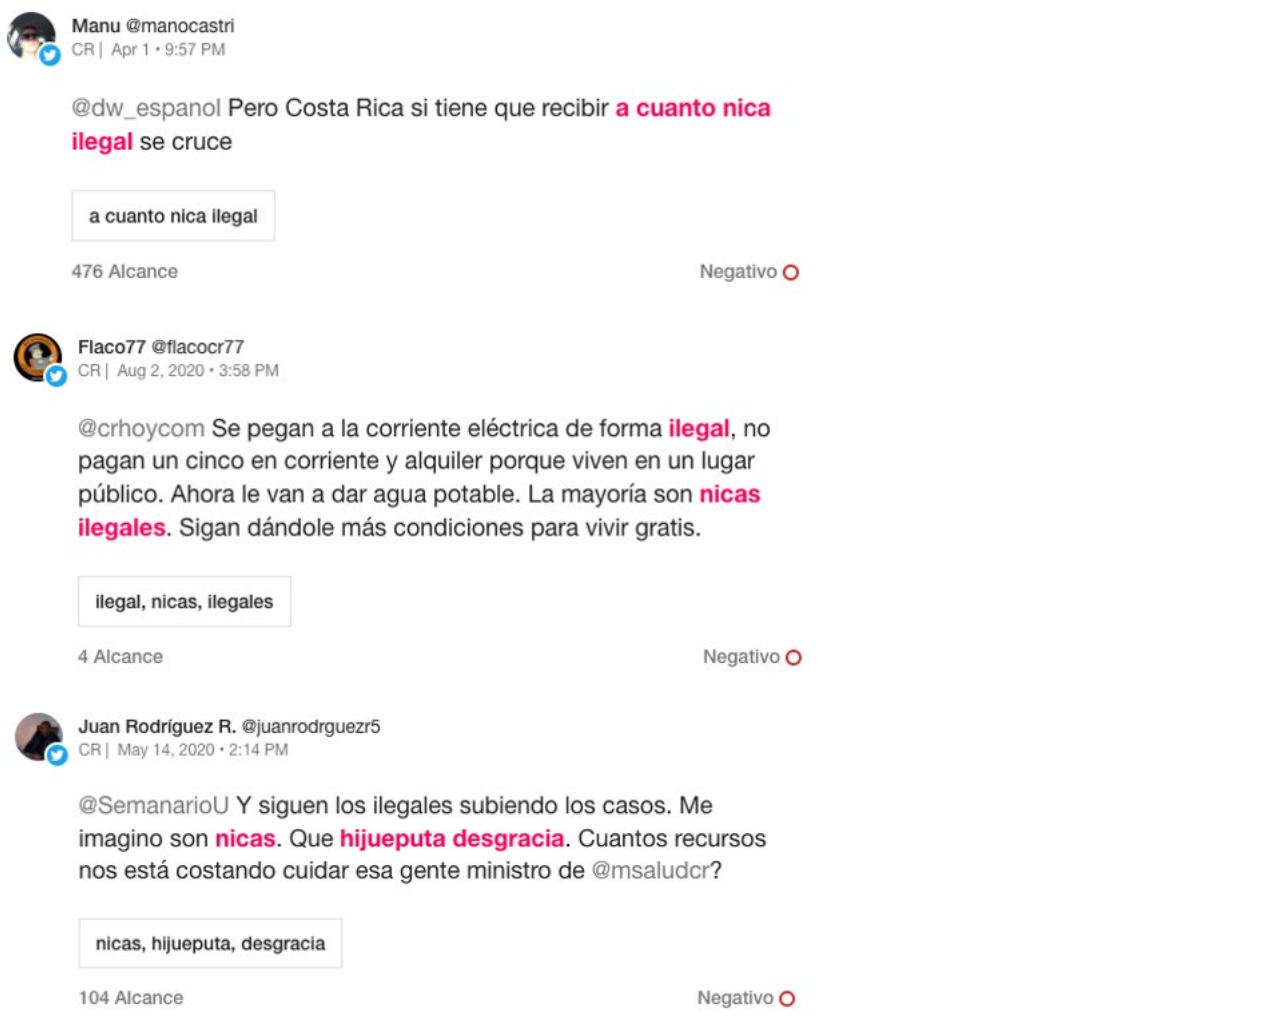 Manu @manocastri
CR | Apr 1 • 9:57 PM
@dw_espanol Pero Costa Rica si tiene que recibir a cuanto nica
ilegal se cruce
a cuanto nica ilegal
476 Alcance Negativo
Flaco77 @flacocr77
CR | Aug 2, 2020 • 3:58 PM
@crhoycom Se pegan a la corriente eléctrica de forma ilegal, no
pagan un cinco en corriente y alquiler porque viven en un lugar
público. Ahora le van a dar agua potable. La mayoría son nicas
ilegales. Sigan dándole más condiciones para vivir gratis.
ilegal, nicas, ilegales
4 Alcance Negativo
Juan Rodríguez R. @juanrodrguezr5
CR | May 14, 2020 • 2:14 PM
@SemanarioU Y siguen los ilegales subiendo los casos. Me
imagino son nicas. Que hijueputa desgracia. Cuantos recursos
nos está costando cuidar esa gente ministro de @msaludcr?
nicas, hijueputa, desgracia
104 Alcance Negativo